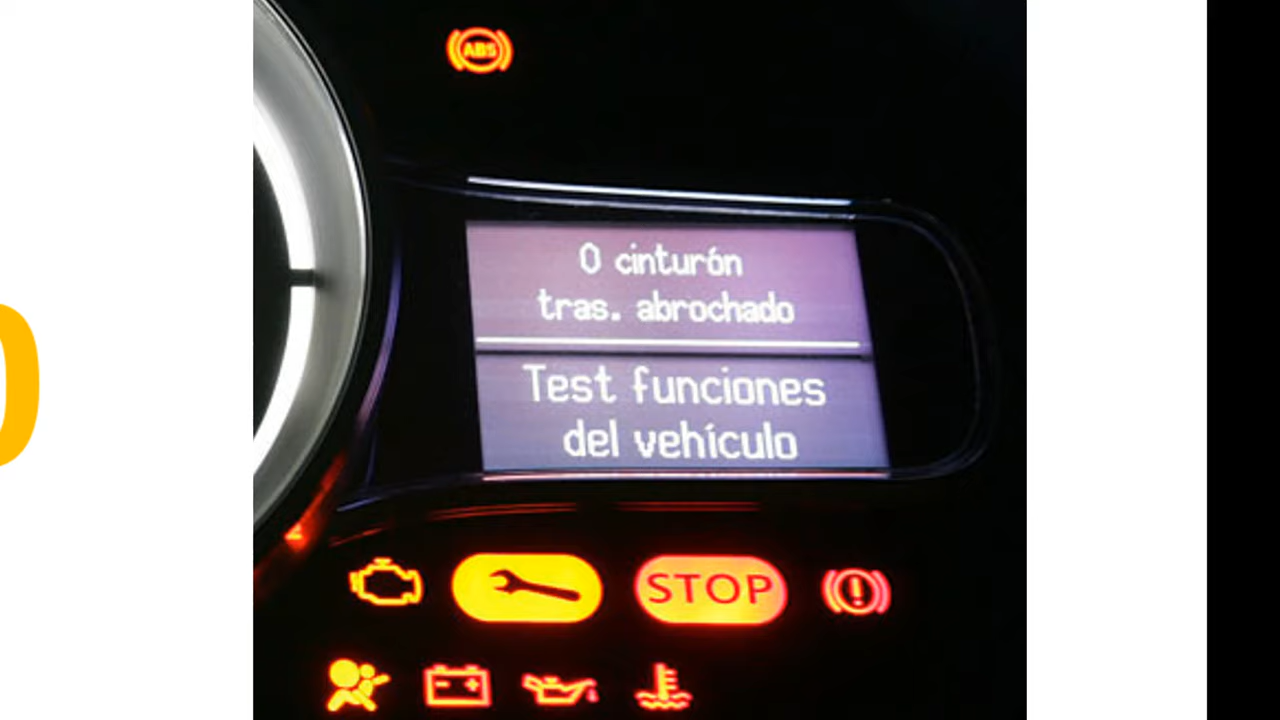 ABS
0 cinturón
tras. abrochado
Test funciones
del vehículo
STOP